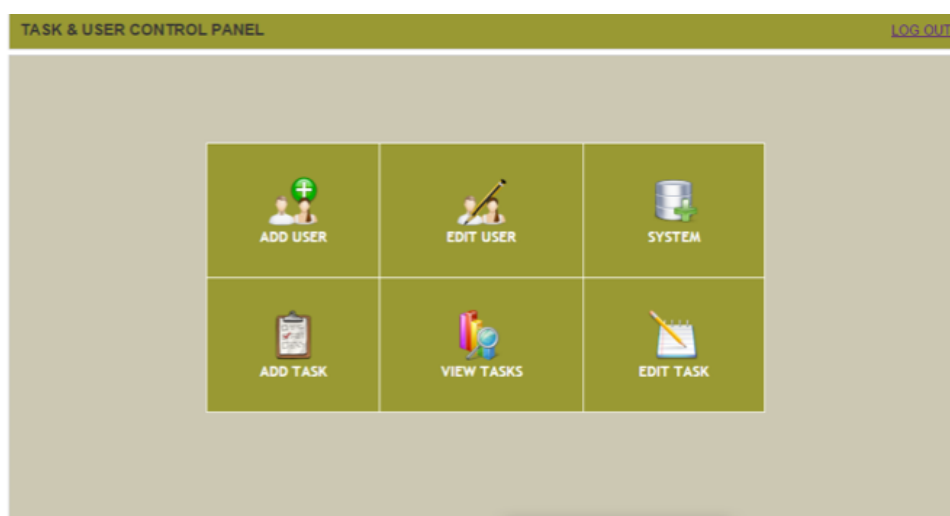 TASK & USER CONTROL PANEL
LOG OUT
ADD USER
EDIT USER
SYSTEM
ADD TASK
VIEW TASKS
EDIT TASK